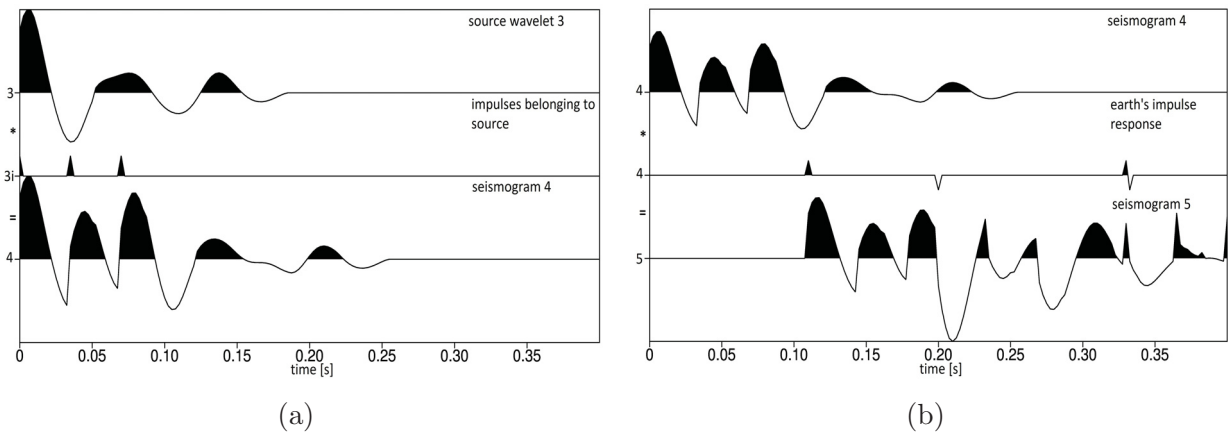 source wavelet 3
3
impulses belonging to
source
*
3i
seismogram 4
=
4
0 0.05 0.10 0.15 0.20 0.25 0.30 0.35
time [s]
(a)
seismogram 4
4
earth's impulse
response
*
4
seismogram 5
=
5
0 0.05 0.10 0.15 0.20 0.25 0.30 0.35
time [s]
(b)